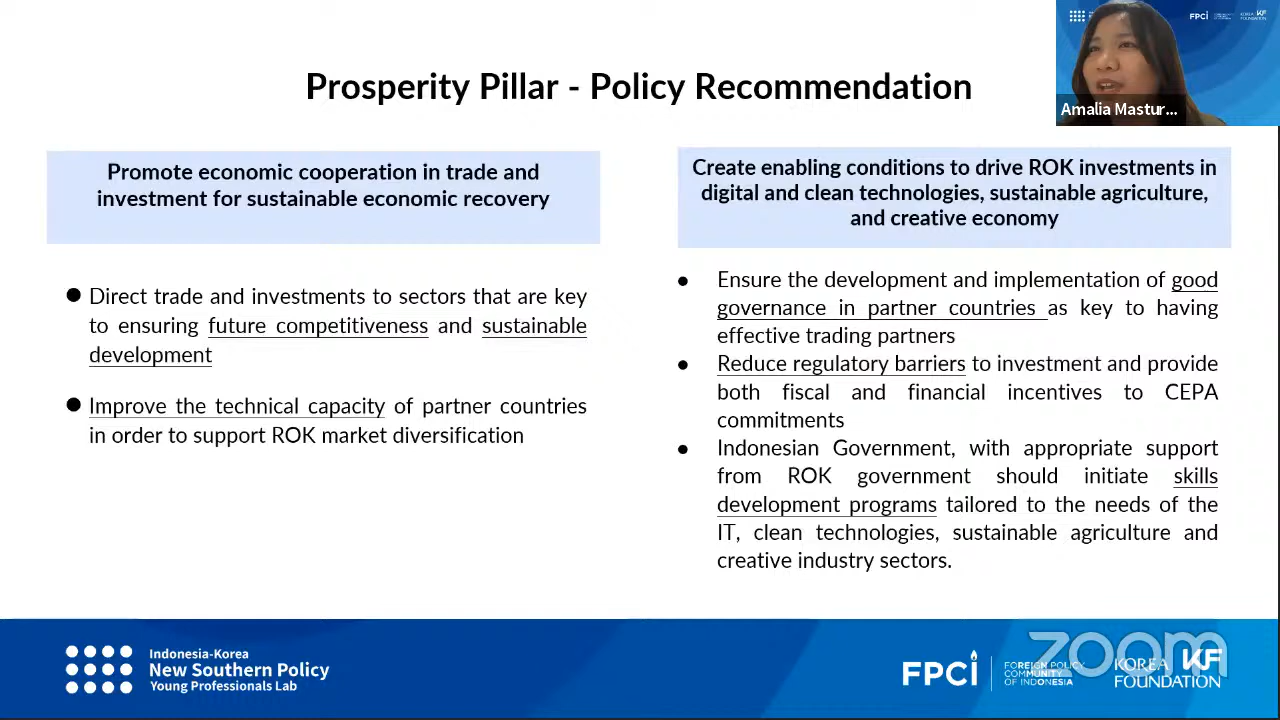 FPCI
KF
Amalia Mastur...
Prosperity Pillar - Policy Recommendation
Promote economic cooperation in trade and
investment for sustainable economic recovery
● Direct trade and investments to sectors that are key
to ensuring future competitiveness and sustainable
development
● Improve the technical capacity of partner countries
in order to support ROK market diversification
Create enabling conditions to drive ROK investments in
digital and clean technologies, sustainable agriculture,
and creative economy
● Ensure the development and implementation of good
governance in partner countries as key to having
effective trading partners
● Reduce regulatory barriers to investment and provide
both fiscal and financial incentives to CEPA
commitments
● Indonesian Government, with appropriate support
from ROK government should initiate skills
development programs tailored to the needs of the
IT, clean technologies, sustainable agriculture and
creative industry sectors.
Indonesia-Korea
New Southern Policy
Young Professionals Lab
FPCI
FOREIGN POLICY
COMMUNITY
OF INDONESIA
KOREA KF
FOUNDATION
zoom